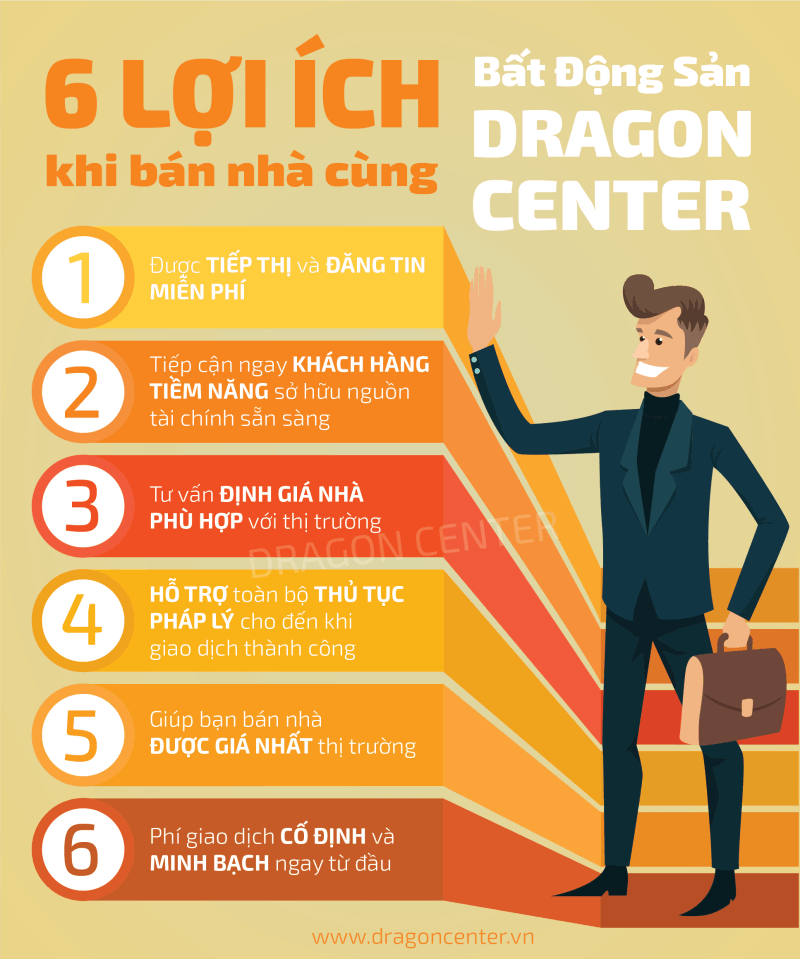 6 LỢI ÍCH
khi bán nhà cùng
Bất Động Sản
DRAGON
CENTER
1
Được TIẾP THỊ và ĐĂNG TIN
MIỄN PHÍ
2
Tiếp cận ngay KHÁCH HÀNG
TIỀM NĂNG sở hữu nguồn
tài chính sẵn sàng
3
Tư vấn ĐỊNH GIÁ NHÀ
PHÙ HỢP với thị trường
DRAGON CENTER
4
HỖ TRỢ toàn bộ THỦ TỤC
PHÁP LÝ cho đến khi
giao dịch thành công
5
Giúp bạn bán nhà
ĐƯỢC GIÁ NHẤT thị trường
6
Phí giao dịch CỐ ĐỊNH và
MINH BẠCH ngay từ đầu
www.dragoncenter.vn